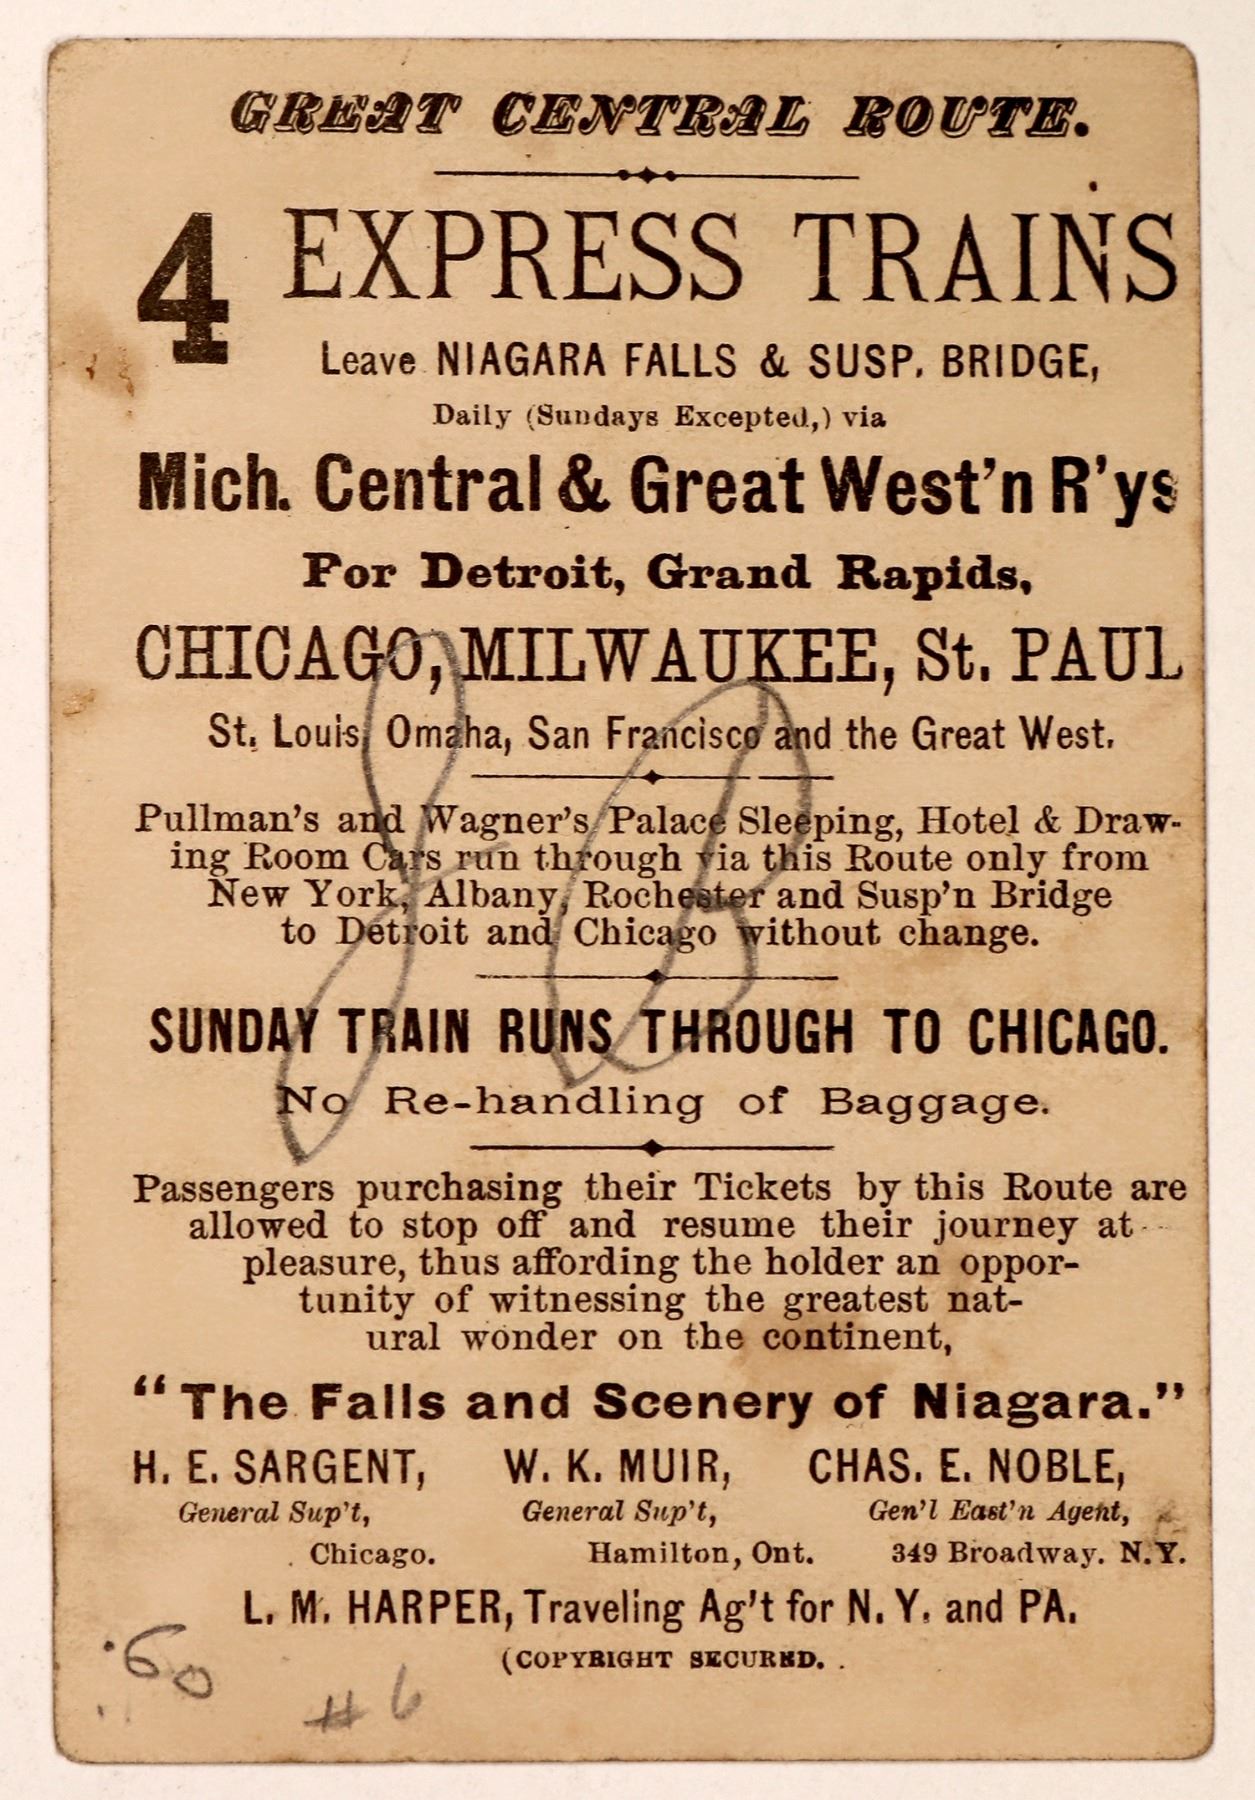 GREAT CENTRAL ROUTE.
4 EXPRESS TRAINS
Leave NIAGARA FALLS & SUSP. BRIDGE,
Daily (Sundays Excepted,) via
Mich. Central & Great West'n R'ys
For Detroit, Grand Rapids,
CHICAGO, MILWAUKEE, St. PAUL
St. Louis, Omaha, San Francisco and the Great West.
Pullman's and Wagner's Palace Sleeping, Hotel & Draw-
ing Room Cars run through via this Route only from
New York, Albany, Rochester and Susp'n Bridge
to Detroit and Chicago without change.
SUNDAY TRAIN RUNS THROUGH TO CHICAGO.
No Re-handling of Baggage.
Passengers purchasing their Tickets by this Route are
allowed to stop off and resume their journey at
pleasure, thus affording the holder an oppor-
tunity of witnessing the greatest nat-
ural wonder on the continent,
"The Falls and Scenery of Niagara."
H. E. SARGENT, W. K. MUIR, CHAS. E. NOBLE,
General Sup't, General Sup't, Gen'l East'n Agent,
Chicago. Hamilton, Ont. 349 Broadway. N.Y.
L. M. HARPER, Traveling Ag't for N. Y. and PA.
(COPYRIGHT SECURED.
.60
#6